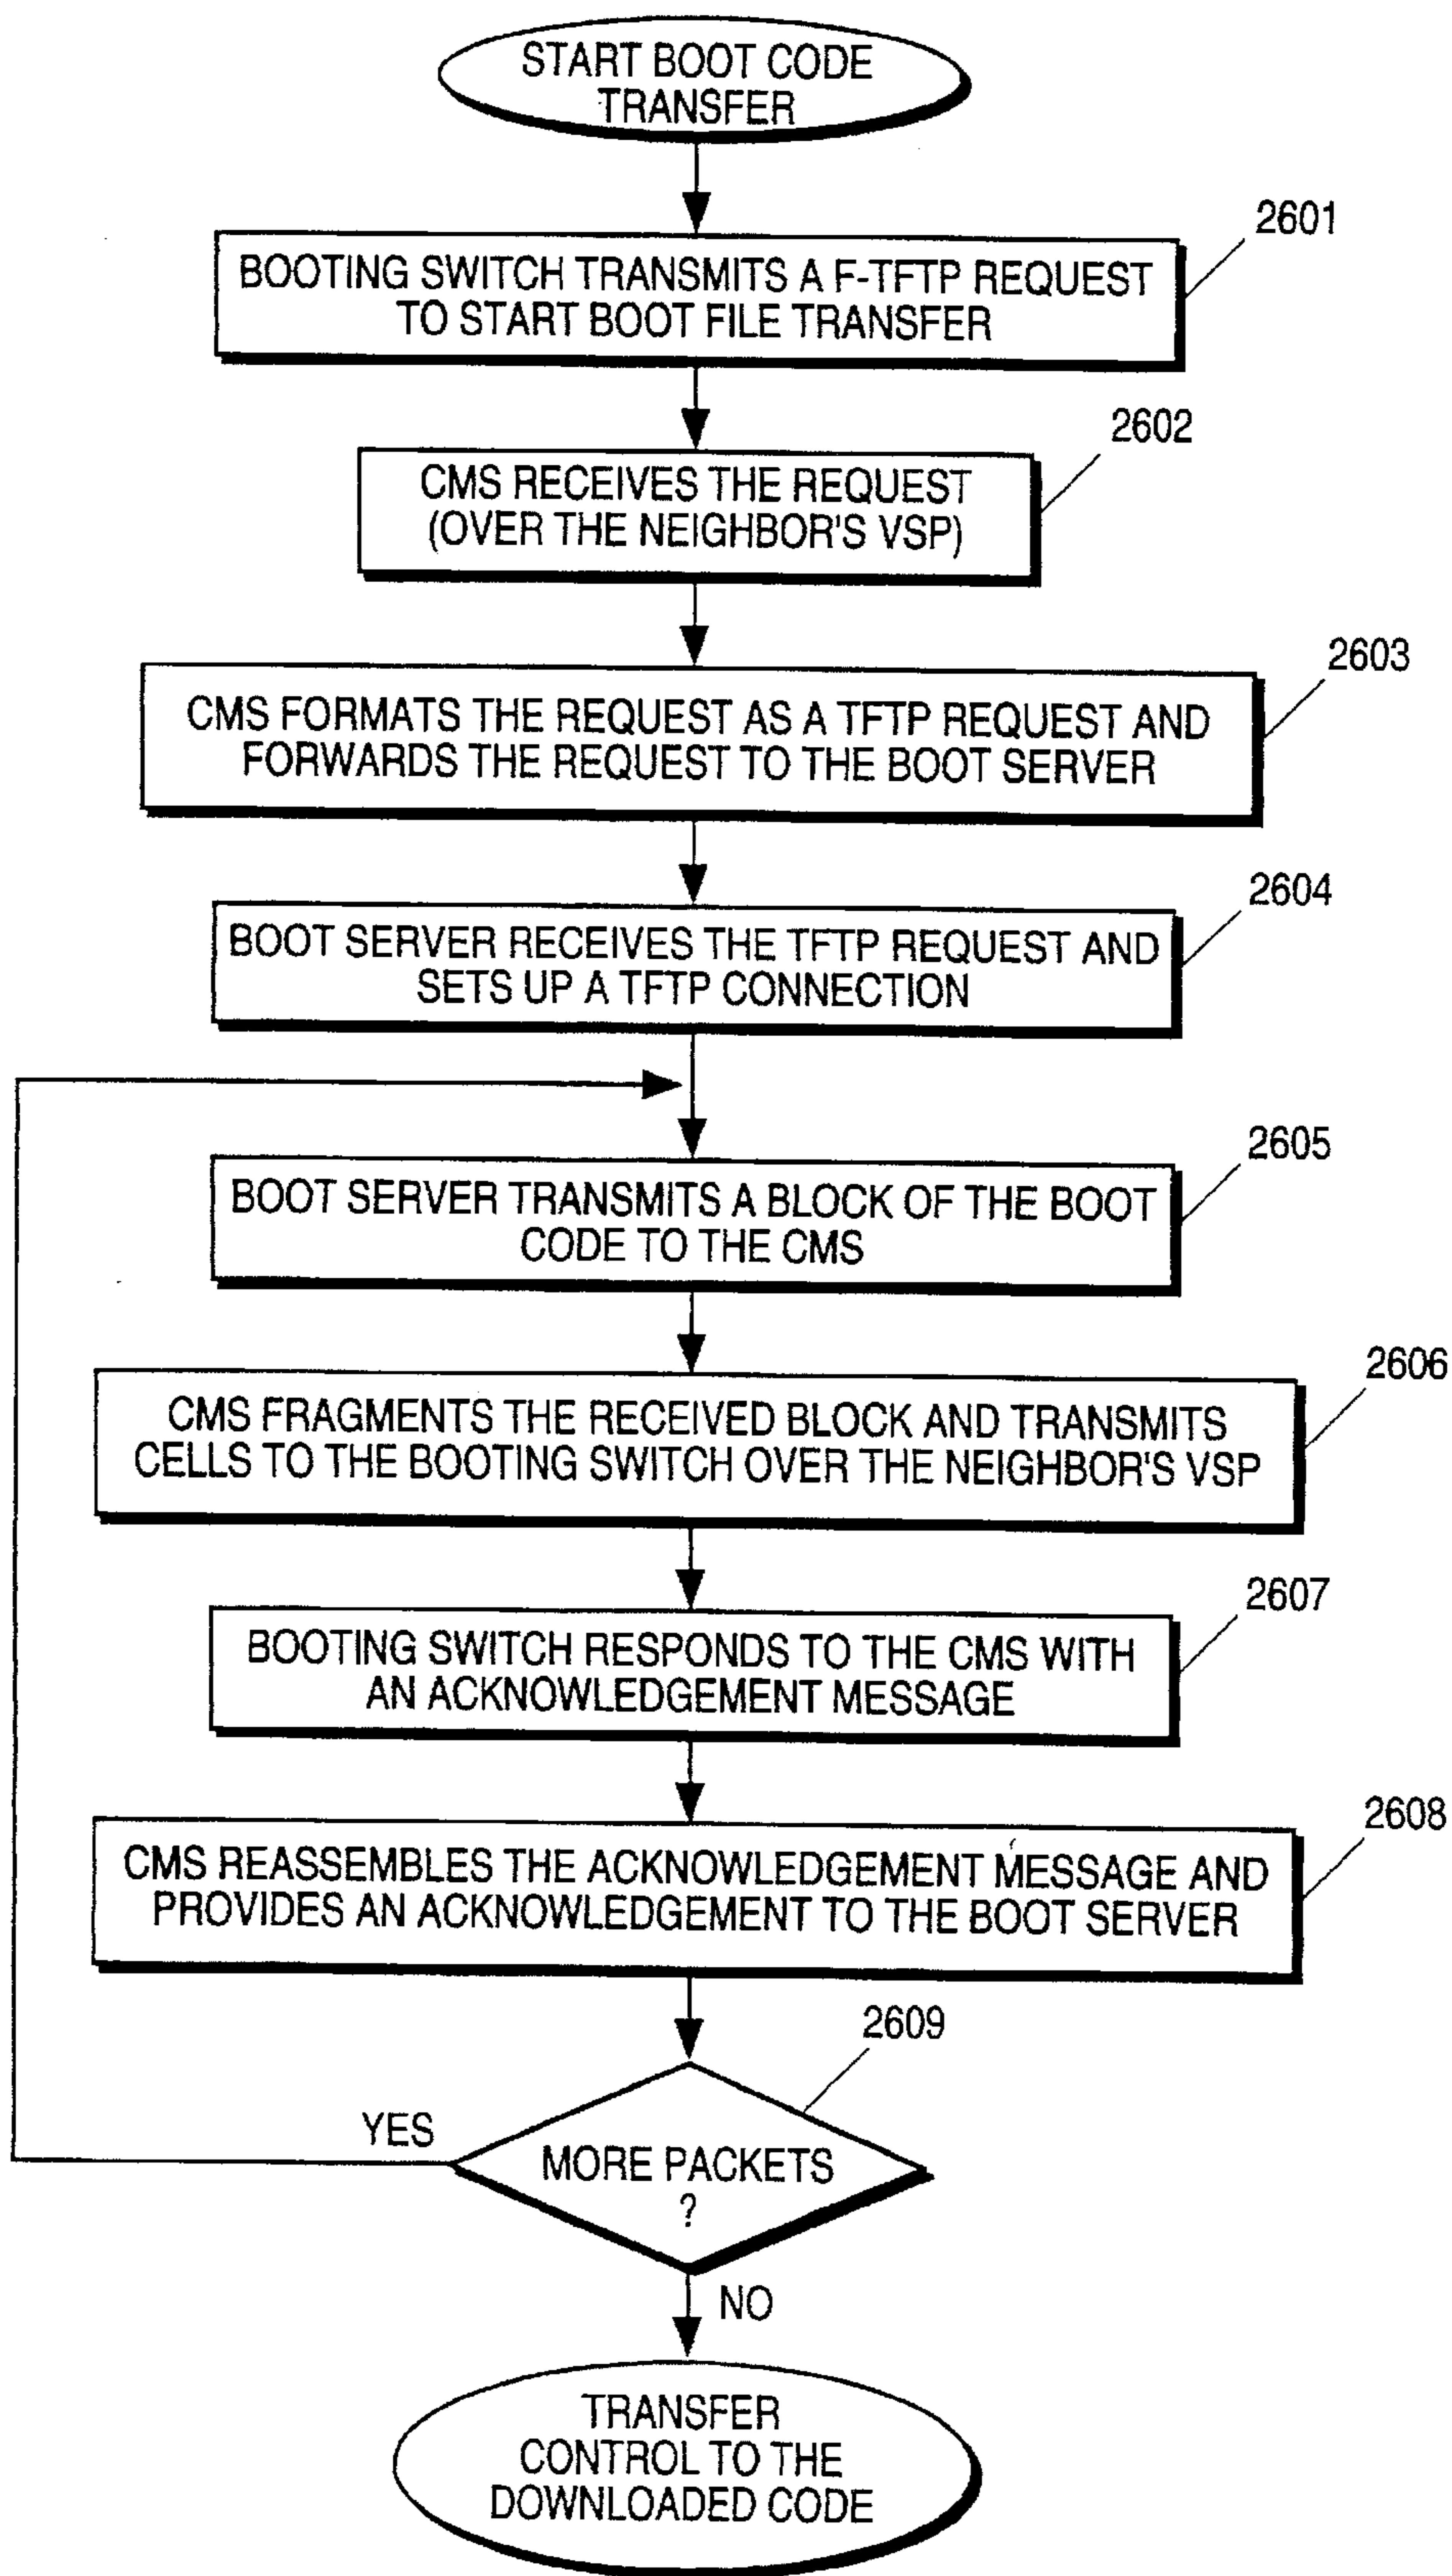 START BOOT CODE
TRANSFER
2601
BOOTING SWITCH TRANSMITS A F-TFTP REQUEST
TO START BOOT FILE TRANSFER
2602
CMS RECEIVES THE REQUEST
(OVER THE NEIGHBOR'S VSP)
2603
CMS FORMATS THE REQUEST AS A TFTP REQUEST AND
FORWARDS THE REQUEST TO THE BOOT SERVER
2604
BOOT SERVER RECEIVES THE TFTP REQUEST AND
SETS UP A TFTP CONNECTION
2605
BOOT SERVER TRANSMITS A BLOCK OF THE BOOT
CODE TO THE CMS
2606
CMS FRAGMENTS THE RECEIVED BLOCK AND TRANSMITS
CELLS TO THE BOOTING SWITCH OVER THE NEIGHBOR'S VSP
2607
BOOTING SWITCH RESPONDS TO THE CMS WITH
AN ACKNOWLEDGEMENT MESSAGE
2608
CMS REASSEMBLES THE ACKNOWLEDGEMENT MESSAGE AND
PROVIDES AN ACKNOWLEDGEMENT TO THE BOOT SERVER
2609
YES
MORE PACKETS
?
NO
TRANSFER
CONTROL TO THE
DOWNLOADED CODE